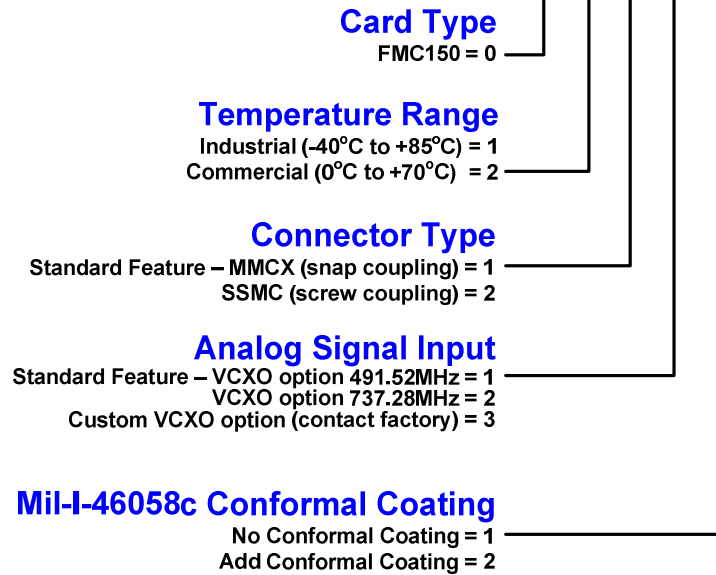 Card Type
FMC150 = 0
Temperature Range
Industrial (-40°C to +85°C) = 1
Commercial (0°C to +70°C) = 2
Connector Type
Standard Feature – MMCX (snap coupling) = 1
SSMC (screw coupling) = 2
Analog Signal Input
Standard Feature – VCXO option 491.52MHz = 1
VCXO option 737.28MHz = 2
Custom VCXO option (contact factory) = 3
Mil-I-46058c Conformal Coating
No Conformal Coating = 1
Add Conformal Coating = 2